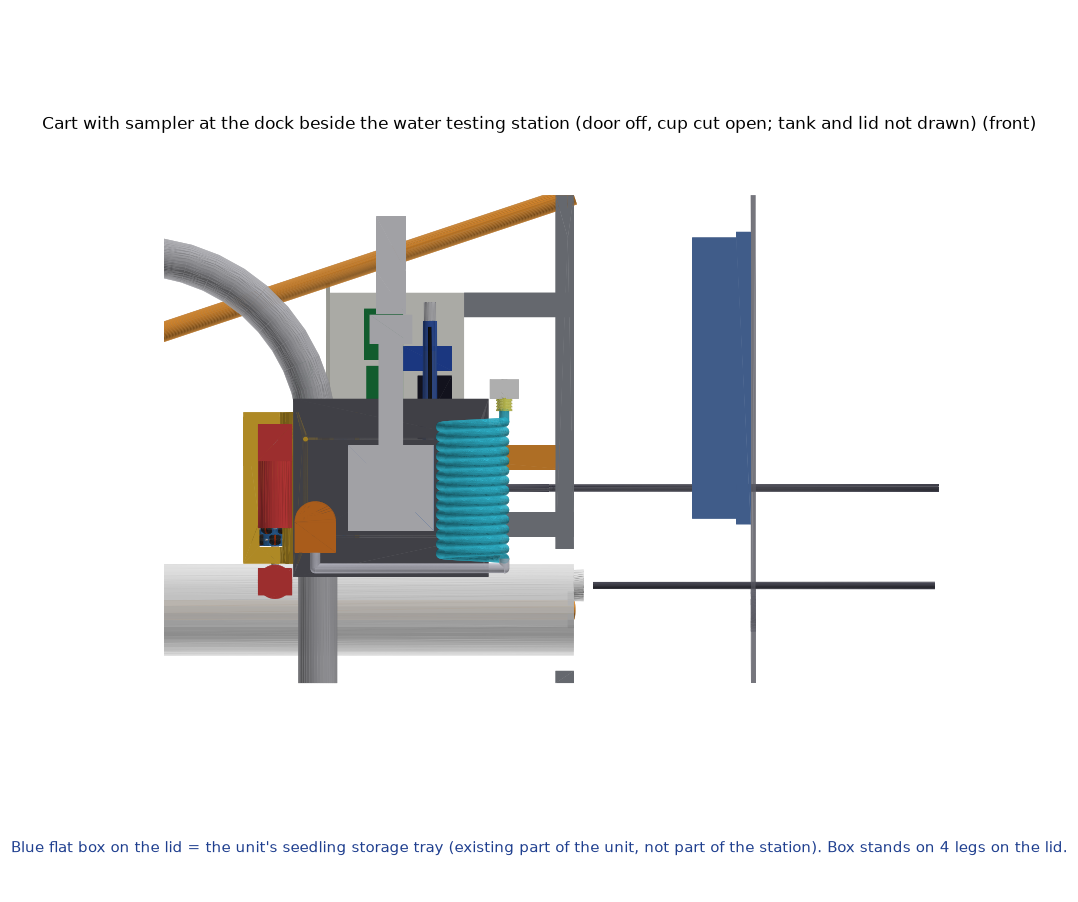 Cart with sampler at the dock beside the water testing station (door off, cup cut open; tank and lid not drawn) (front)
Blue flat box on the lid = the unit's seedling storage tray (existing part of the unit, not part of the station). Box stands on 4 legs on the lid.